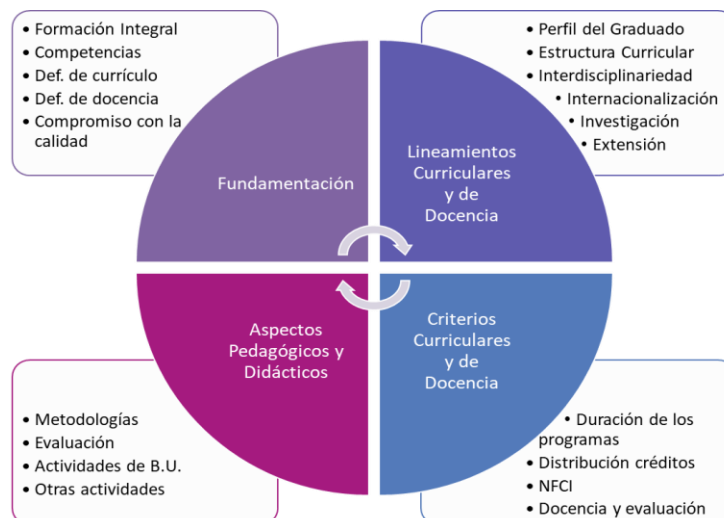 • Formación Integral
• Competencias
• Def. de currículo
• Def. de docencia
• Compromiso con la
calidad
Fundamentación
• Perfil del Graduado
• Estructura Curricular
• Interdisciplinariedad
• Internacionalización
• Investigación
• Extensión
Lineamientos
Curriculares
y de
Docencia
Aspectos
Pedagógicos y
Didácticos
• Metodologías
• Evaluación
• Actividades de B.U.
• Otras actividades
Criterios
Curriculares
y de
Docencia
• Duración de los
programas
• Distribución créditos
• NFCI
• Docencia y evaluación